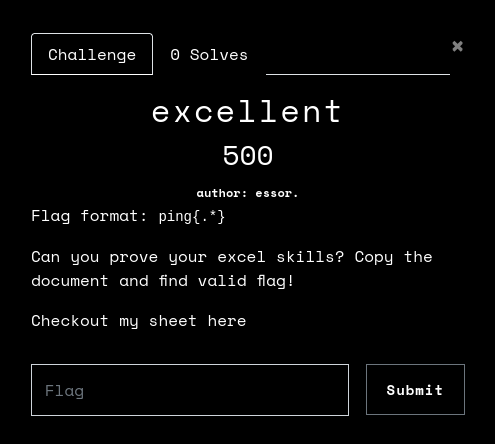 Challenge
0 Solves
✖
excellent
500
author: essor.
Flag format: ping{.*}
Can you prove your excel skills? Copy the
document and find valid flag!
Checkout my sheet here
Flag
Submit